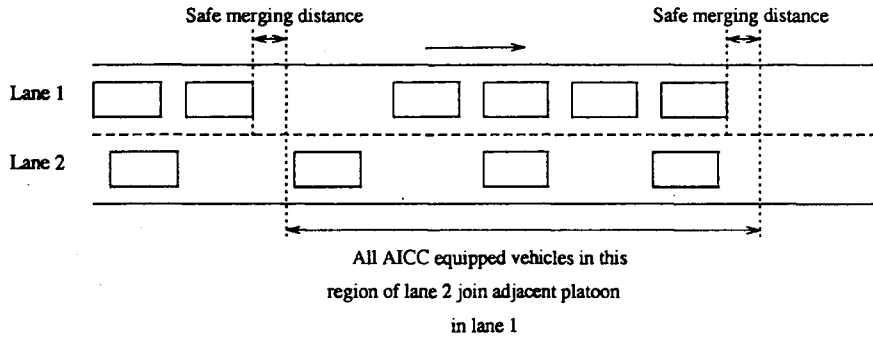 Safe merging distance Safe merging distance
Lane 1
Lane 2
All AICC equipped vehicles in this
region of lane 2 join adjacent platoon
in lane 1